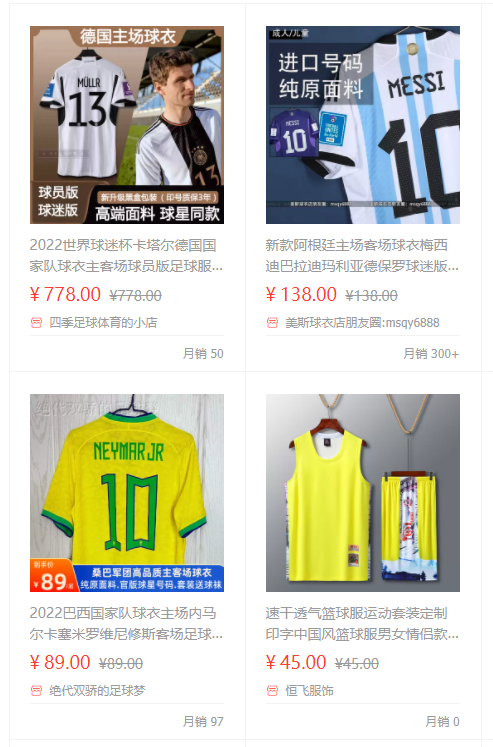 德国主场球衣
MÜLLR
13
球员版
球迷版
新升级黑盒包装（印号质保3年）
高端面料 球星同款
2022世界球迷杯卡塔尔德国国
家队球衣主客场球员版足球服...
¥ 778.00 ¥778.00
四季足球体育的小店
月销 50
成人/儿童
进口号码
纯原面料
MESSI
10
MESSI
10
新款阿根廷主场客场球衣梅西
迪巴拉迪玛利亚德保罗球迷版...
¥ 138.00 ¥138.00
美斯球衣店朋友圈:msqy6888
月销 300+
NEYMAR JR
10
到手价
¥89/起
桑巴军团高品质主客场球衣
纯原面料.官版球星号码.套装送球袜
2022巴西国家队球衣主场内马
尔卡塞米罗维尼修斯客场足球...
¥ 89.00 ¥89.00
绝代双骄的足球梦
月销 97
速干透气篮球服运动套装定制
印字中国风篮球服男女情侣款...
¥ 45.00 ¥45.00
恒飞服饰
月销 0